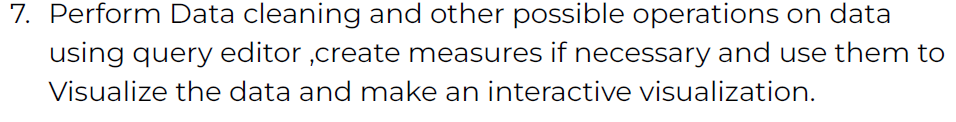 7. Perform Data cleaning and other possible operations on data
using query editor ,create measures if necessary and use them to
Visualize the data and make an interactive visualization.